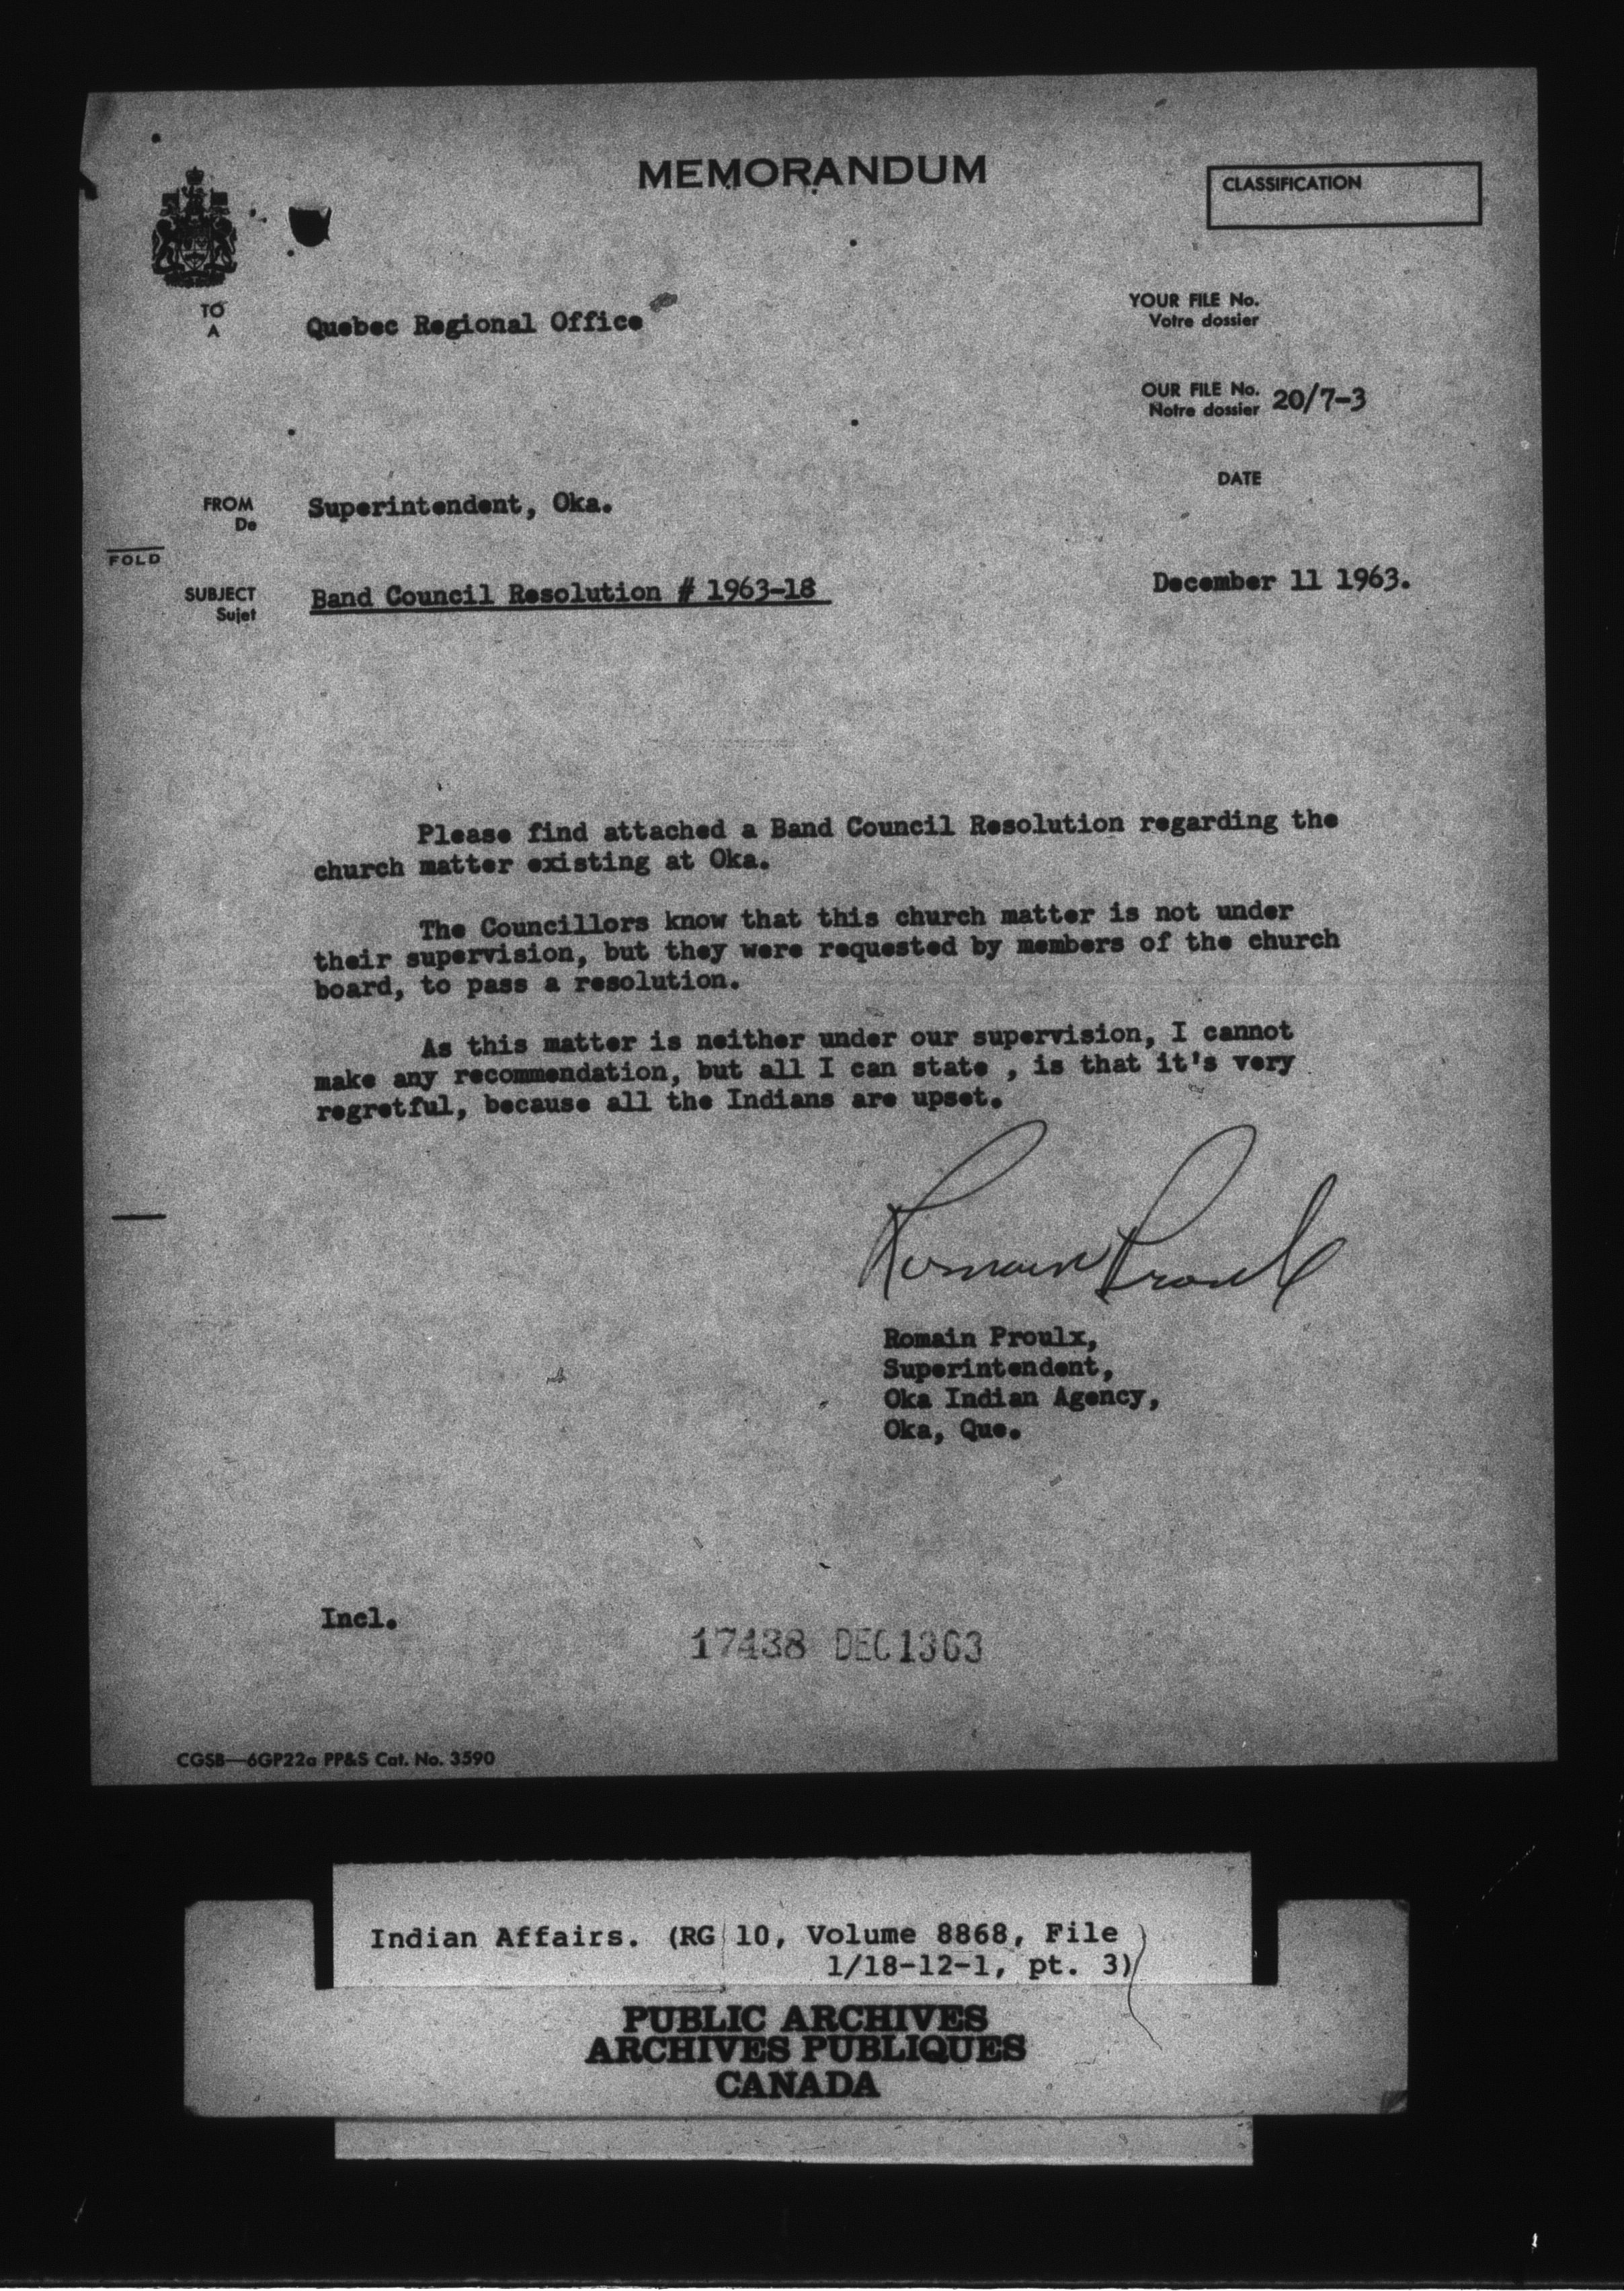 MEMORANDUM
CLASSIFICATION
TO
A
Quebec Regional Office
YOUR FILE No.
Votre dossier
OUR FILE No.
Notre dossier
20/7-3
DATE
FROM
De
Superintendent, Oka.
FOLD
SUBJECT
Sujet
Band Council Resolution # 1963-18
December 11 1963.
Please find attached a Band Council Resolution regarding the
church matter existing at Oka.
The Councillors know that this church matter is not under
their supervision, but they were requested by members of the church
board, to pass a resolution.
As this matter is neither under our supervision, I cannot
make any recommendation, but all I can state , is that it's very
regretful, because all the Indians are upset.
Romain Proulx
Romain Proulx,
Superintendent,
Oka Indian Agency,
Oka, Que.
Incl.
17438 DEC1363
CGSB—6GP22a PP&S Cat. No. 3590
Indian Affairs. (RG 10, Volume 8868, File
1/18-12-1, pt. 3)
PUBLIC ARCHIVES
ARCHIVES PUBLIQUES
CANADA